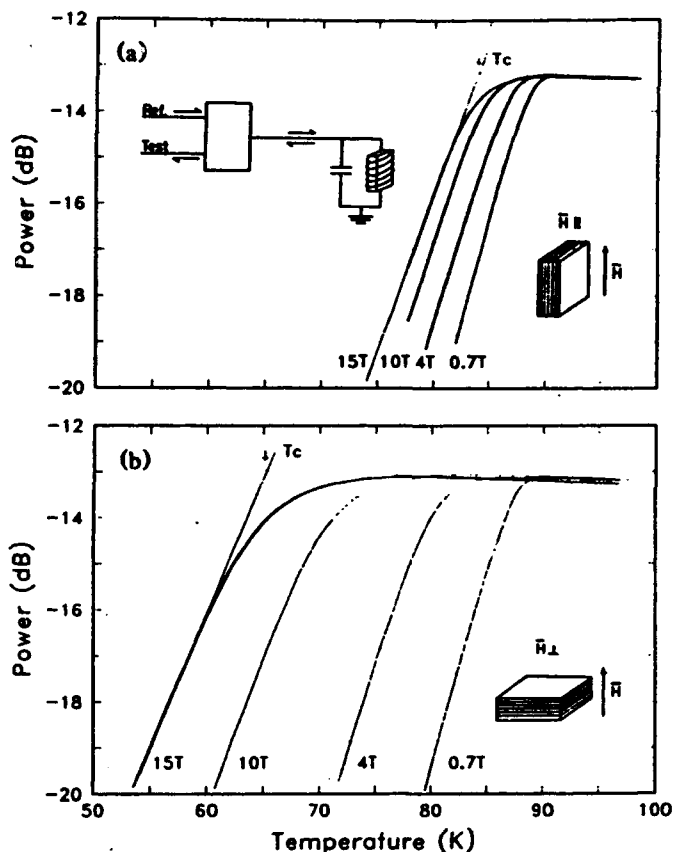 (a)
Tc
-12
-14
-16
-18
-20
Power (dB)
Ref.
Test
H̄ ∥
H̄
15T 10T 4T 0.7T
(b)
Tc
-12
-14
-16
-18
-20
Power (dB)
H̄⊥
H̄
15T 10T 4T 0.7T
50 60 70 80 90 100
Temperature (K)